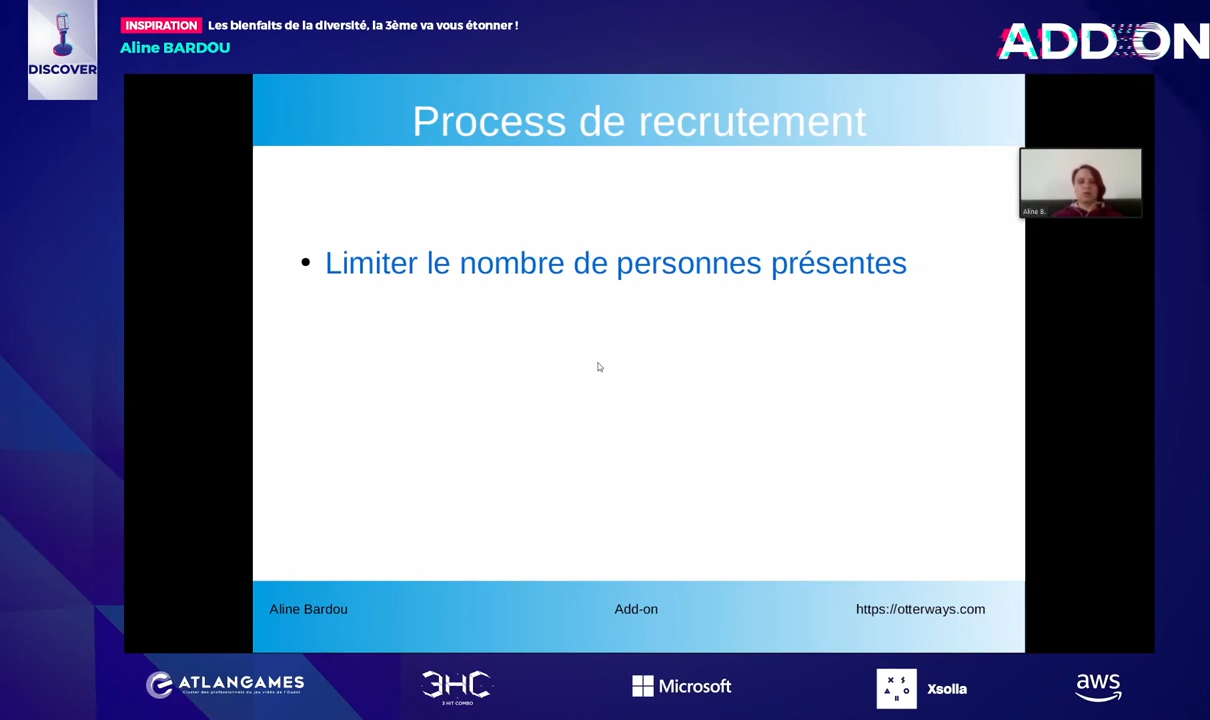 INSPIRATION Les bienfaits de la diversité, la 3ème va vous étonner !
Aline BARDOU
DISCOVER
ADD-ON
Process de recrutement
Aline B.
• Limiter le nombre de personnes présentes
Aline Bardou Add-on https://otterways.com
ATLANGAMES
Cluster des professionnels du jeu vidéo de l'Ouest
3HC
3 HIT COMBO
Microsoft
XSOLLA
Xsolla
aws